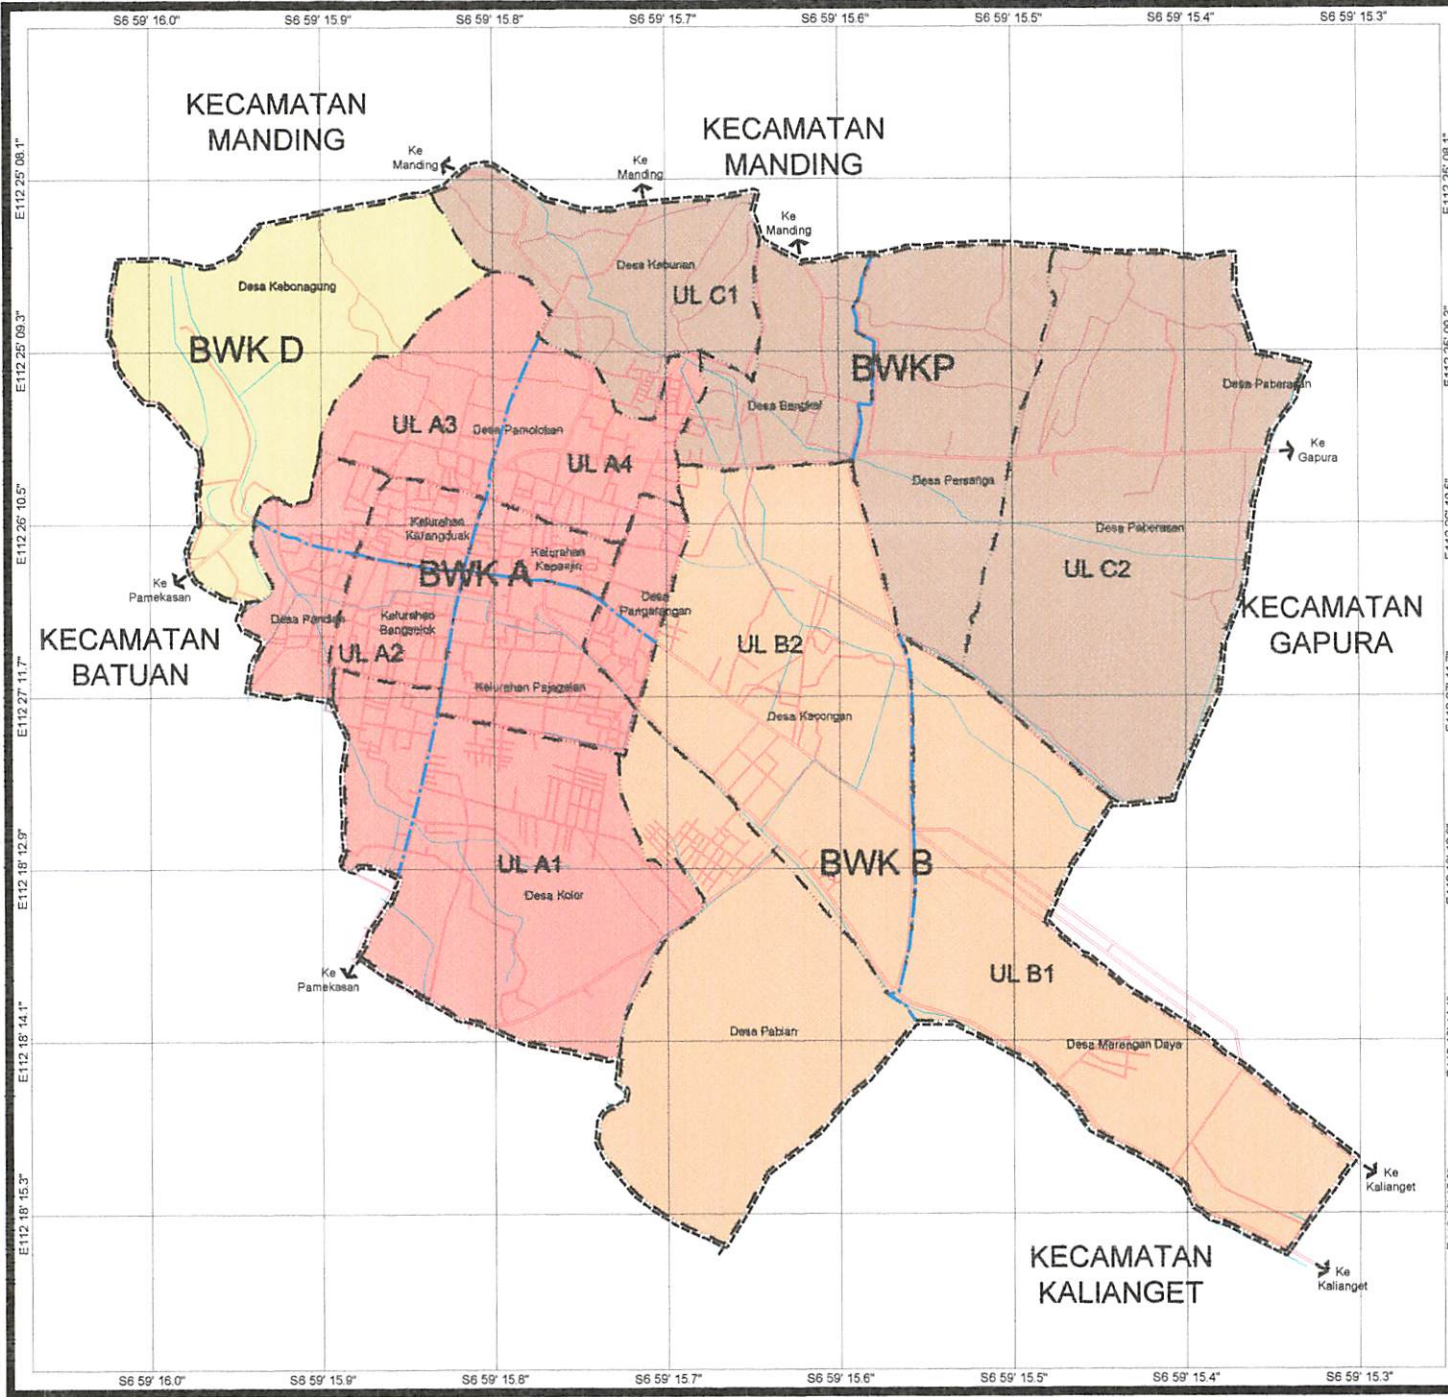 S6 59' 16.0"
S6 59' 15.9"
S6 59' 15.8"
S6 59' 15.7"
S6 59' 15.6"
S6 59' 15.5"
S6 59' 15.4"
S6 59' 15.3"
KECAMATAN
MANDING
KECAMATAN
MANDING
Ke
Manding
Ke
Manding
Ke
Manding
E112 25' 08.1"
E112 25' 08.1"
Desa Kebonagung
Desa Kebunan
UL C1
BWK D
E112 25' 09.3"
BWKP
Desa Paberasan
Desa Bangkal
UL A3
Desa Pamolokan
UL A4
Ke
Gapura
Desa Persanga
E112 26' 10.5"
Kelurahan
Karangduak
Desa Paberasan
Kelurahan
Kepanjin
BWK A
UL C2
Ke
Pamekasan
Desa
Pangarangan
Desa Pandian
Kelurahan
Bangselok
KECAMATAN
GAPURA
KECAMATAN
BATUAN
UL A2
UL B2
Kelurahan Pajagalan
E112 27' 11.7"
Desa Kacongan
E112 18' 12.9"
UL A1
BWK B
Desa Kolor
Ke
Pamekasan
UL B1
Desa Pabian
Desa Marengan Daya
E112 18' 14.1"
Ke
Kalianget
E112 18' 15.3"
KECAMATAN
KALIANGET
Ke
Kalianget
S6 59' 16.0"
S6 59' 15.9"
S6 59' 15.8"
S6 59' 15.7"
S6 59' 15.6"
S6 59' 15.5"
S6 59' 15.4"
S6 59' 15.3"